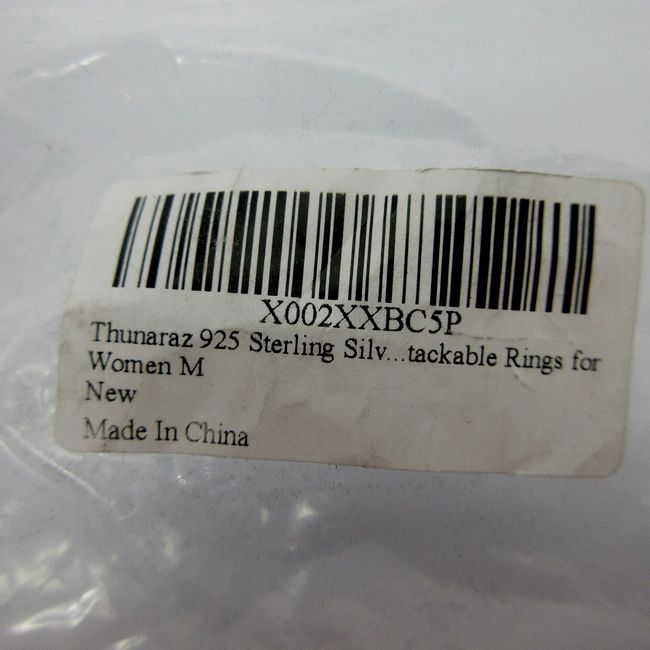 X002XXBC5P
Thunaraz 925 Sterling Silv...tackable Rings for
Women M
New
Made In China